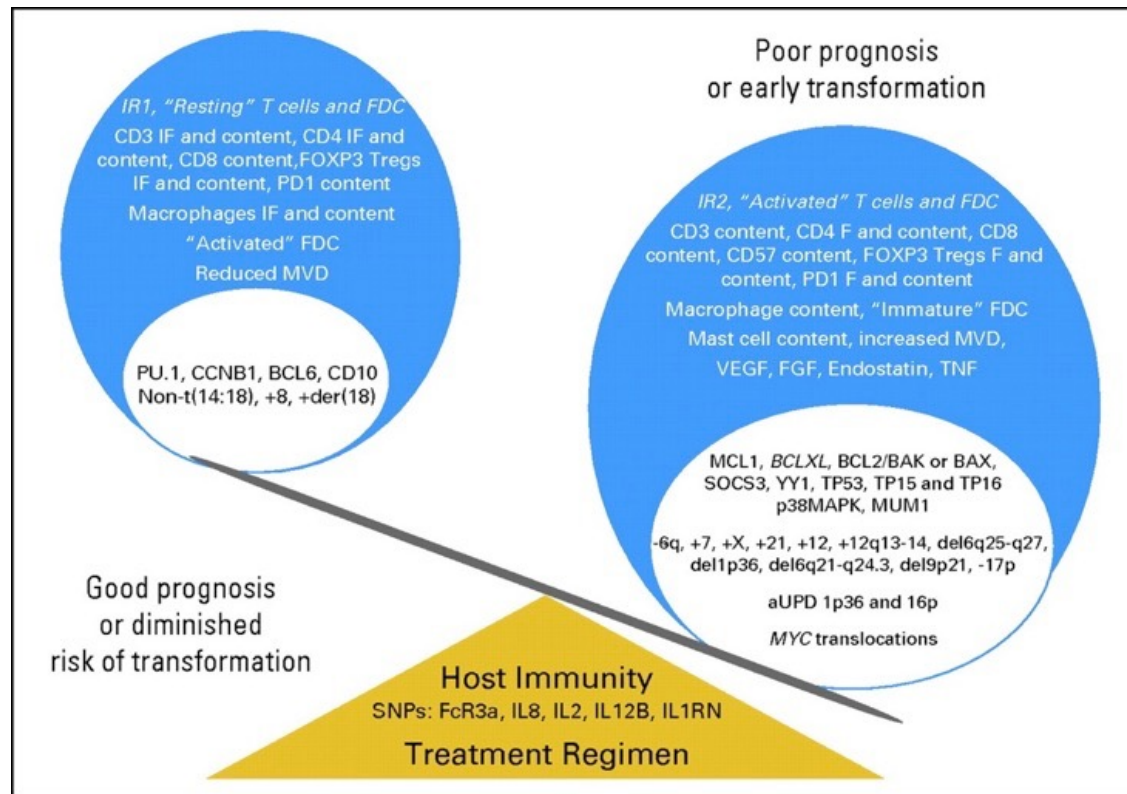 Poor prognosis
or early transformation
IR1, “Resting” T cells and FDC
CD3 IF and content, CD4 IF and
content, CD8 content,FOXP3 Tregs
IF and content, PD1 content
Macrophages IF and content
“Activated” FDC
Reduced MVD
PU.1, CCNB1, BCL6, CD10
Non-t(14:18), +8, +der(18)
IR2, “Activated” T cells and FDC
CD3 content, CD4 F and content, CD8
content, CD57 content, FOXP3 Tregs F and
content, PD1 F and content
Macrophage content, “Immature” FDC
Mast cell content, increased MVD,
VEGF, FGF, Endostatin, TNF
MCL1, BCLXL, BCL2/BAK or BAX,
SOCS3, YY1, TP53, TP15 and TP16
p38MAPK, MUM1
-6q, +7, +X, +21, +12, +12q13-14, del6q25-q27,
del1p36, del6q21-q24.3, del9p21, -17p
aUPD 1p36 and 16p
MYC translocations
Good prognosis
or diminished
risk of transformation
Host Immunity
SNPs: FcR3a, IL8, IL2, IL12B, IL1RN
Treatment Regimen